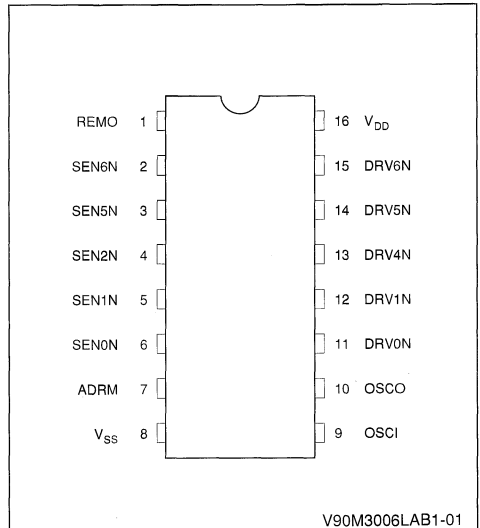 REMO 1 16 VDD
SEN6N 2 15 DRV6N
SEN5N 3 14 DRV5N
SEN2N 4 13 DRV4N
SEN1N 5 12 DRV1N
SEN0N 6 11 DRV0N
ADRM 7 10 OSCO
VSS 8 9 OSCI
V90M3006LAB1-01